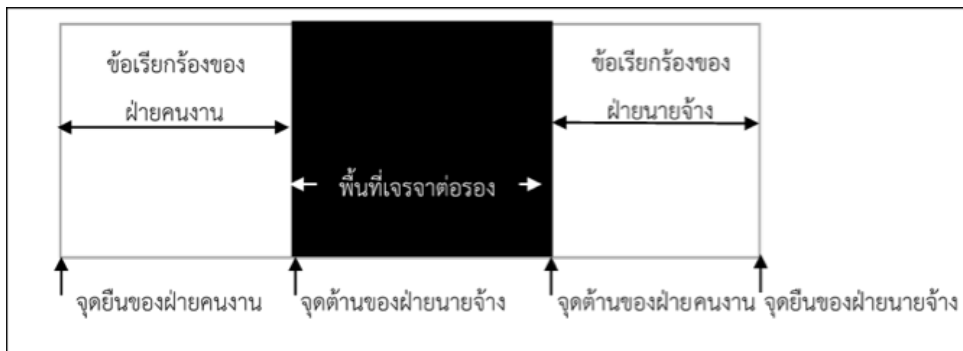 ข้อเรียกร้องของ
ฝ่ายคนงาน
ข้อเรียกร้องของ
ฝ่ายนายจ้าง
พื้นที่เจรจาต่อรอง
จุดยืนของฝ่ายคนงาน
จุดต้านของฝ่ายนายจ้าง
จุดต้านของฝ่ายคนงาน
จุดยืนของฝ่ายนายจ้าง